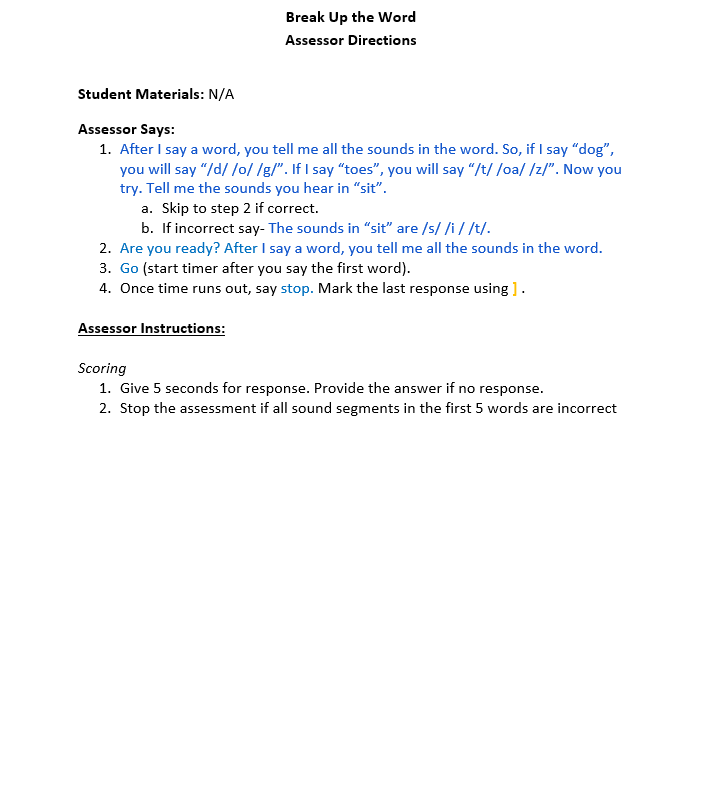 Break Up the Word
Assessor Directions
Student Materials: N/A
Assessor Says:
1. After I say a word, you tell me all the sounds in the word. So, if I say “dog”,
you will say “/d/ /o/ /g/”. If I say “toes”, you will say “/t/ /oa/ /z/”. Now you
try. Tell me the sounds you hear in “sit”.
a. Skip to step 2 if correct.
b. If incorrect say- The sounds in “sit” are /s/ /i / /t/.
2. Are you ready? After I say a word, you tell me all the sounds in the word.
3. Go (start timer after you say the first word).
4. Once time runs out, say stop. Mark the last response using ] .
Assessor Instructions:
Scoring
1. Give 5 seconds for response. Provide the answer if no response.
2. Stop the assessment if all sound segments in the first 5 words are incorrect